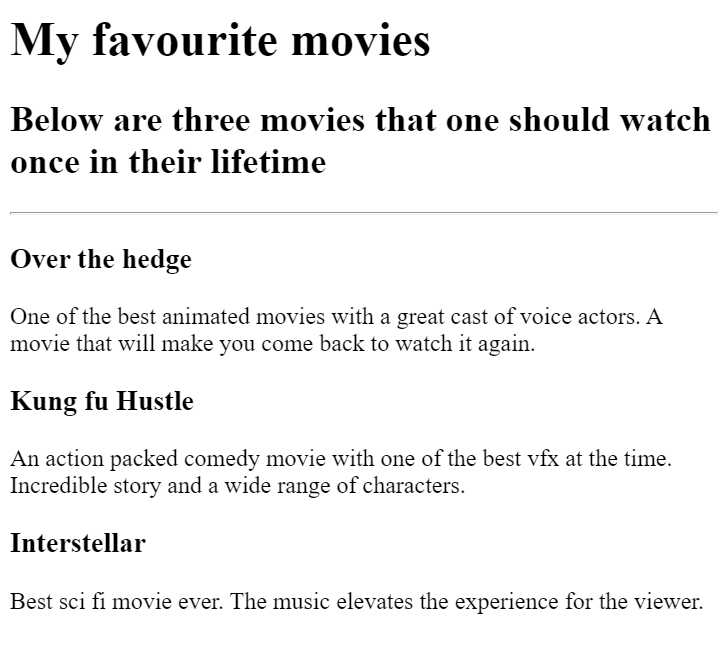 My favourite movies
Below are three movies that one should watch
once in their lifetime
Over the hedge
One of the best animated movies with a great cast of voice actors. A
movie that will make you come back to watch it again.
Kung fu Hustle
An action packed comedy movie with one of the best vfx at the time.
Incredible story and a wide range of characters.
Interstellar
Best sci fi movie ever. The music elevates the experience for the viewer.